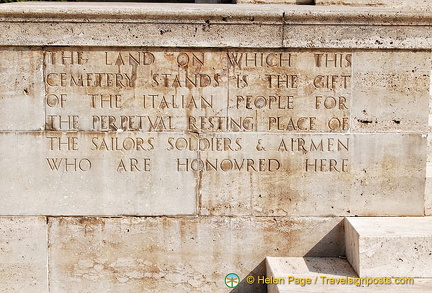 THE LAND ON WHICH THIS
CEMETERY STANDS IS THE GIFT
OF THE ITALIAN PEOPLE FOR
THE PERPETUAL RESTING PLACE OF
THE SAILORS SOLDIERS & AIRMEN
WHO ARE HONOURED HERE
© Helen Page
www.travelsignposts.com